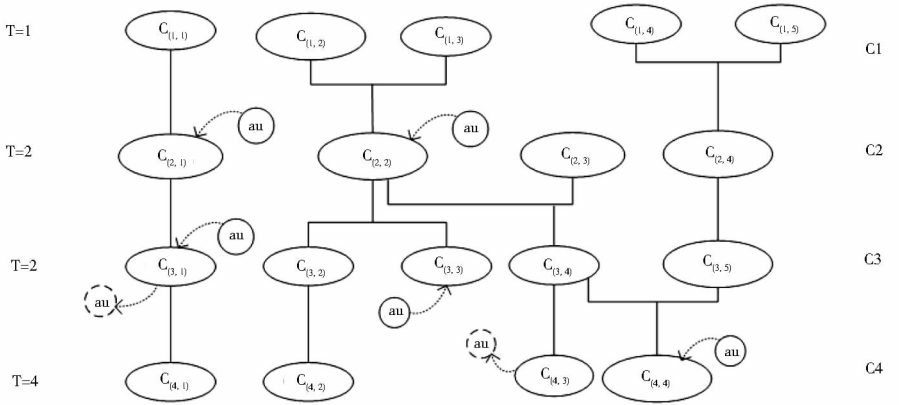 T=1 C(1, 1) C(1, 2) C(1, 3) C(1, 4) C(1, 5) C1
au au
T=2 C(2, 1) C(2, 2) C(2, 3) C(2, 4) C2
au
T=2 C(3, 1) C(3, 2) C(3, 3) C(3, 4) C(3, 5) C3
au au
au au
T=4 C(4, 1) C(4, 2) C(4, 3) C(4, 4) C4